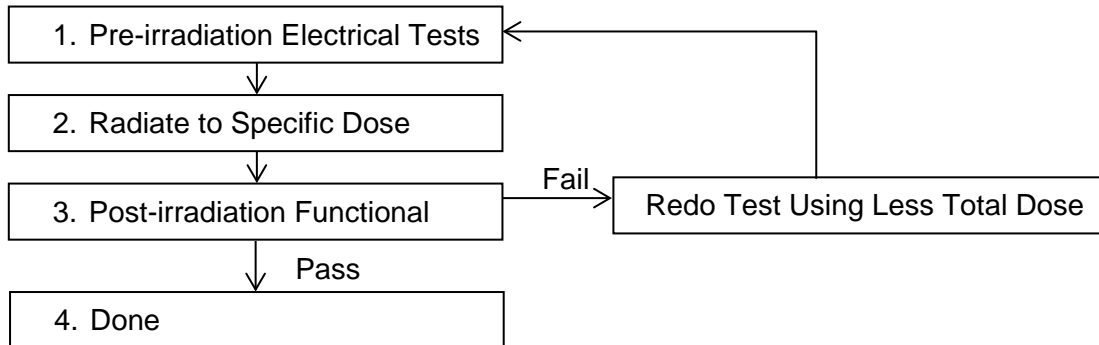 1. Pre-irradiation Electrical Tests
2. Radiate to Specific Dose
3. Post-irradiation Functional
Fail
Redo Test Using Less Total Dose
Pass
4. Done